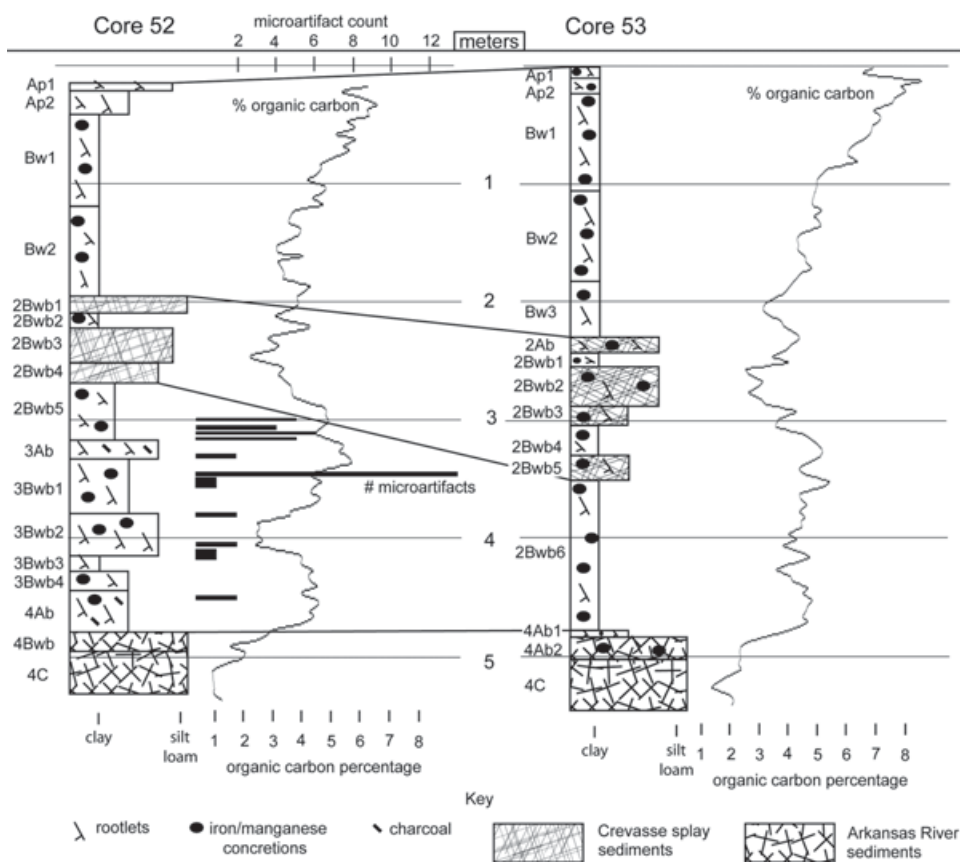 Core 52
microartifact count
2 4 6 8 10 12
meters
Core 53
Ap1
Ap2
Bw1
Bw2
2Bwb1
2Bwb2
2Bwb3
2Bwb4
2Bwb5
3Ab
3Bwb1
3Bwb2
3Bwb3
3Bwb4
4Ab
4Bwb
4C
% organic carbon
# microartifacts
1
2
3
4
5
Ap1
Ap2
Bw1
Bw2
Bw3
2Ab
2Bwb1
2Bwb2
2Bwb3
2Bwb4
2Bwb5
2Bwb6
4Ab1
4Ab2
4C
% organic carbon
clay
silt
loam
1 2 3 4 5 6 7 8
organic carbon percentage
clay
silt
loam
1 2 3 4 5 6 7 8
organic carbon percentage
Key
rootlets
iron/manganese
concretions
charcoal
Crevasse splay
sediments
Arkansas River
sediments